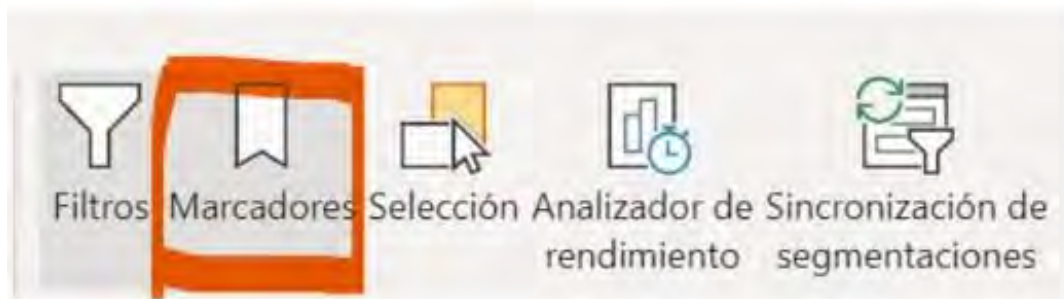 Filtros Marcadores Selección Analizador de Sincronización de
rendimiento segmentaciones